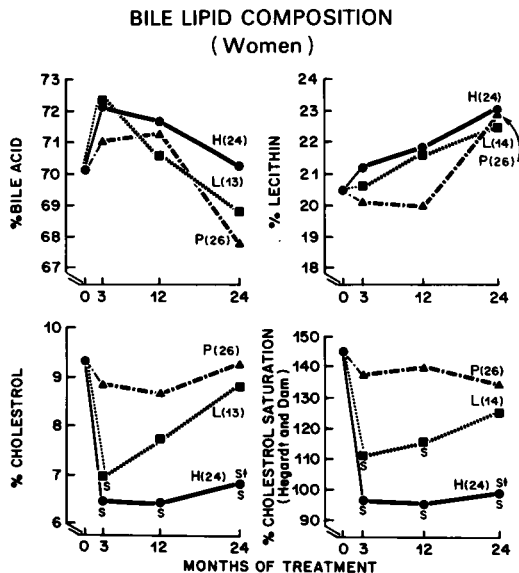 BILE LIPID COMPOSITION
(Women)
%BILE ACID
73
72
71
70
69
68
67
0 3 12 24
H(24)
L(13)
P(26)
% LECITHIN
23
22
21
20
19
18
0 3 12 24
H(24)
L(14)
P(26)
% CHOLESTROL
10
9
8
7
6
0 3 12 24
P(26)
L(13)
H(24)
S
S
S
S‡
S
% CHOLESTROL SATURATION
(Hegardt and Dam)
150
140
130
120
110
100
90
0 3 12 24
P(26)
L(14)
H(24)
S
S
S
S
S‡
S
MONTHS OF TREATMENT